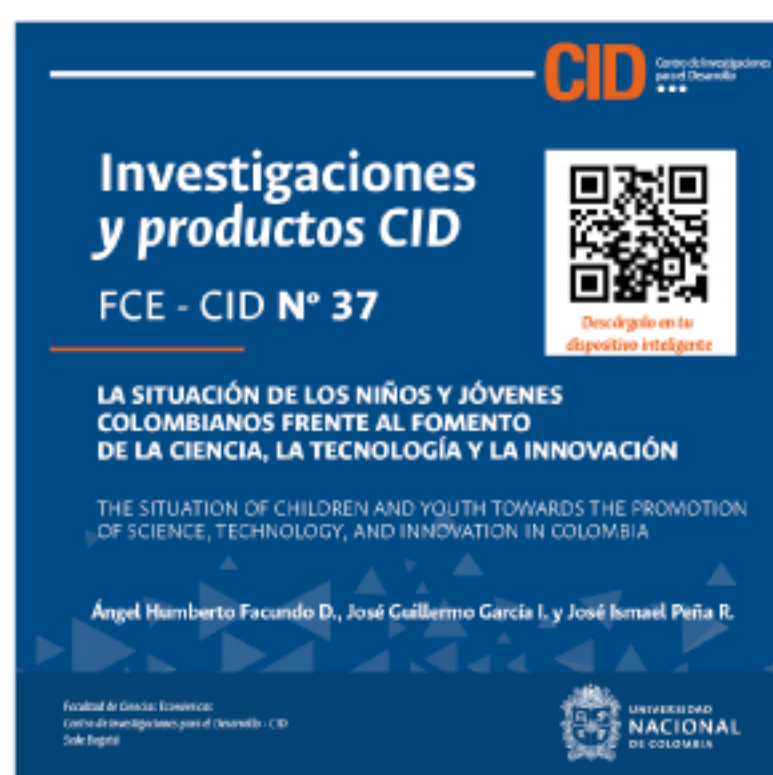 CID
Centro de Investigaciones
para el Desarrollo
Investigaciones
y productos CID
FCE - CID Nº 37
Descárgalo en tu
dispositivo inteligente
LA SITUACIÓN DE LOS NIÑOS Y JÓVENES
COLOMBIANOS FRENTE AL FOMENTO
DE LA CIENCIA, LA TECNOLOGÍA Y LA INNOVACIÓN
THE SITUATION OF CHILDREN AND YOUTH TOWARDS THE PROMOTION
OF SCIENCE, TECHNOLOGY, AND INNOVATION IN COLOMBIA
Ángel Humberto Facundo D., José Guillermo García I. y José Ismael Peña R.
Facultad de Ciencias Económicas
Centro de Investigaciones para el Desarrollo - CID
Sede Bogotá
UNIVERSIDAD
NACIONAL
DE COLOMBIA